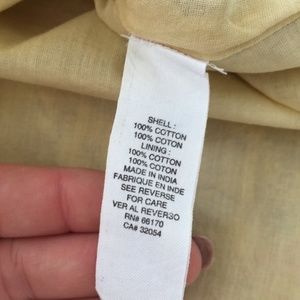 SHELL :
100% COTTON
100% COTON
LINING :
100% COTTON
100% COTON
MADE IN INDIA
FABRIQUE EN INDE
SEE REVERSE
FOR CARE
VER AL REVERSO
RN# 66170
CA# 32054